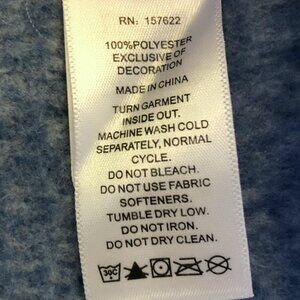 RN: 157622
100%POLYESTER
EXCLUSIVE OF
DECORATION
MADE IN CHINA
TURN GARMENT
INSIDE OUT.
MACHINE WASH COLD
SEPARATELY, NORMAL
CYCLE.
DO NOT BLEACH.
DO NOT USE FABRIC
SOFTENERS.
TUMBLE DRY LOW.
DO NOT IRON.
DO NOT DRY CLEAN.
30C